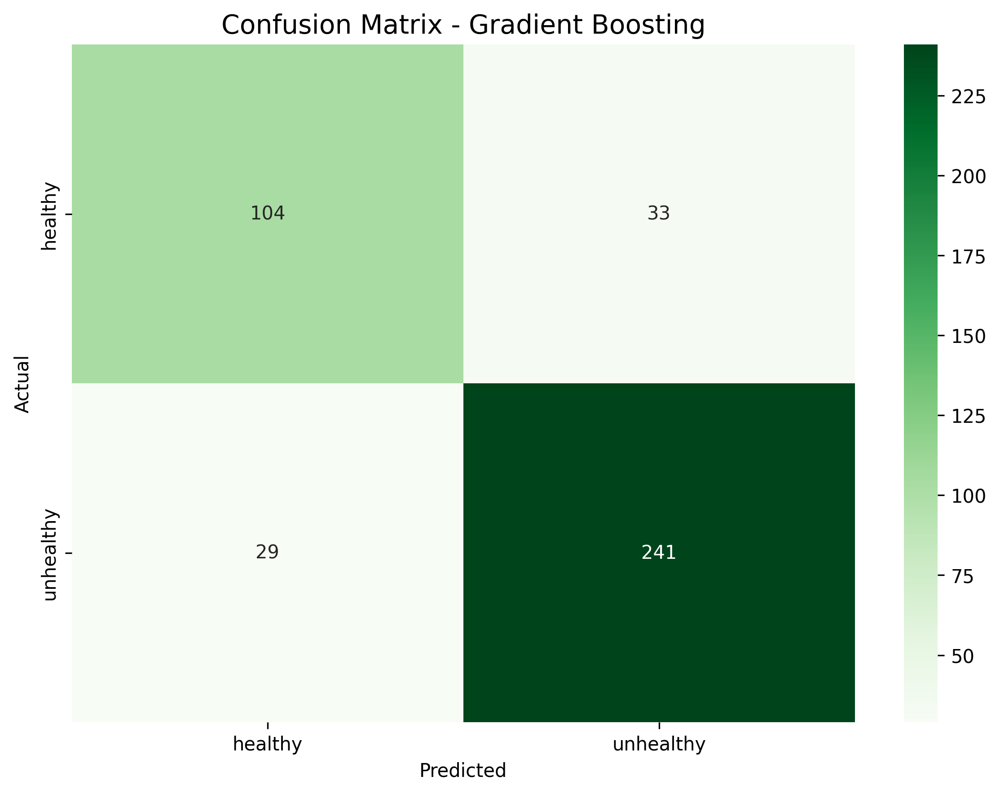 Confusion Matrix - Gradient Boosting
Actual
healthy
unhealthy
104
33
29
241
healthy
unhealthy
Predicted
225
200
175
150
125
100
75
50